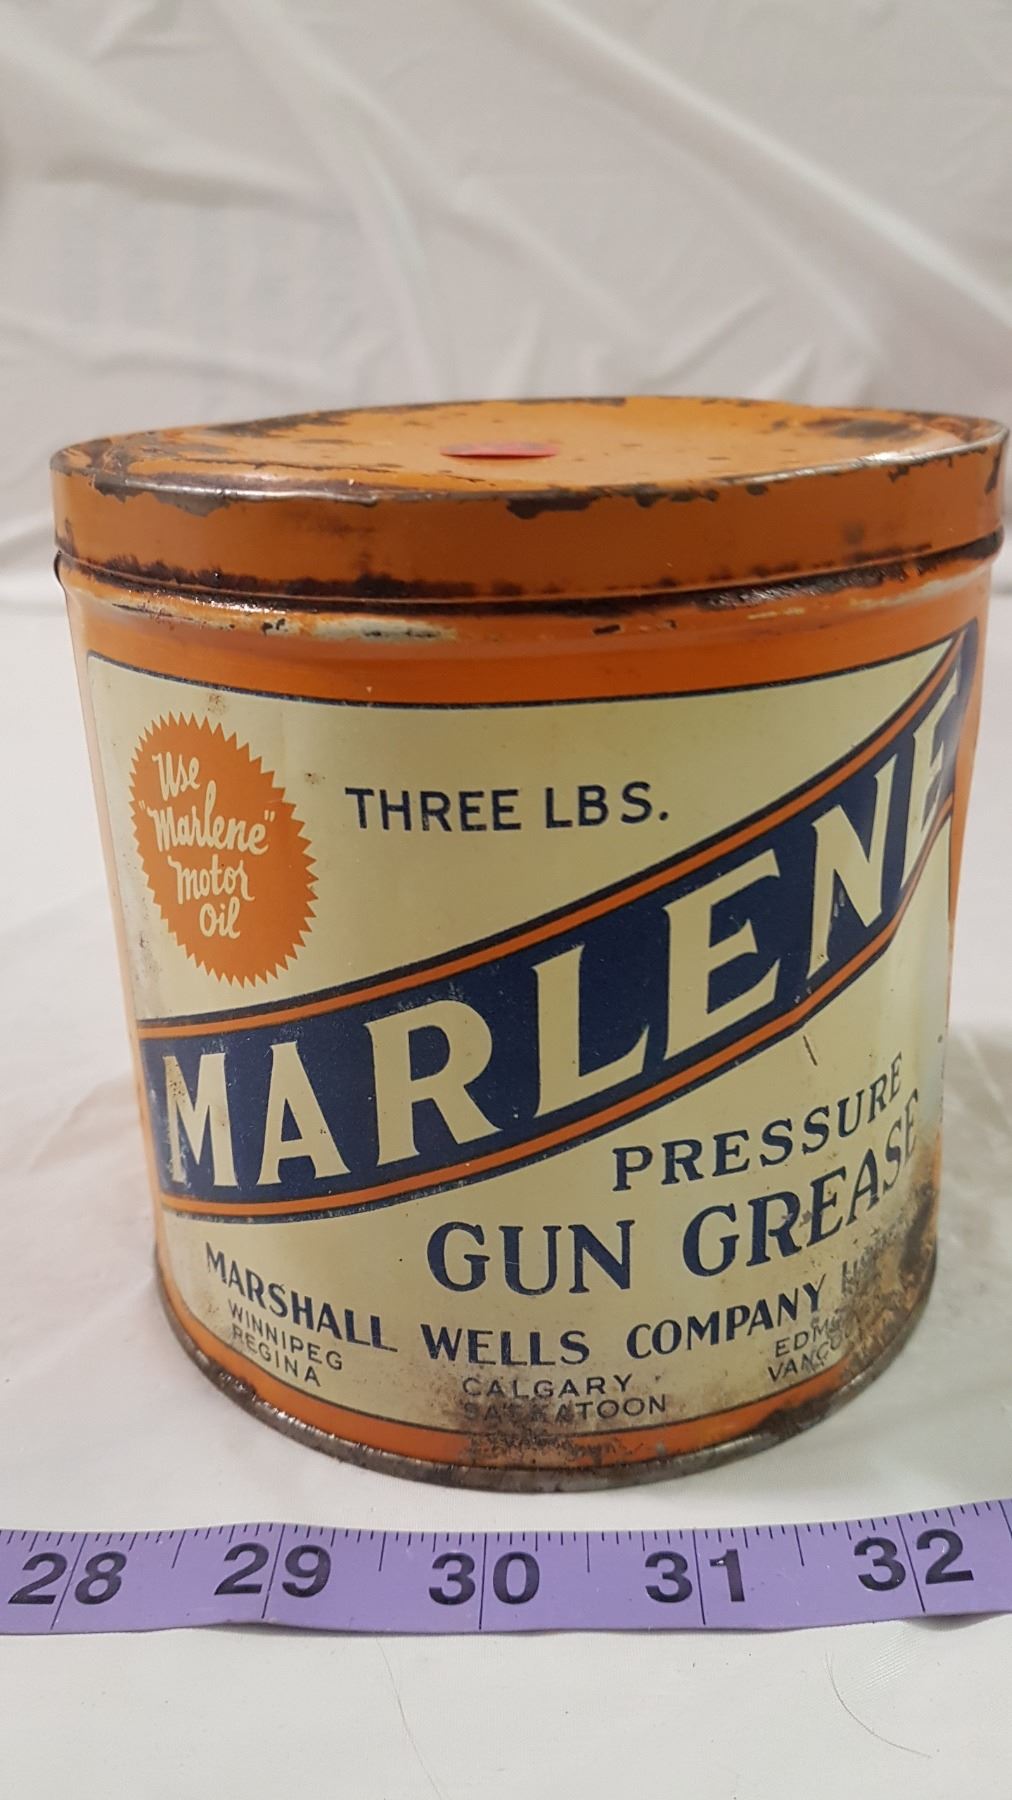 Use
"Marlene"
Motor
Oil
THREE LBS.
MARLENE
PRESSURE
GUN GREASE
MARSHALL WELLS COMPANY
WINNIPEG
REGINA
CALGARY
SASKATOON
28 29 30 31 32